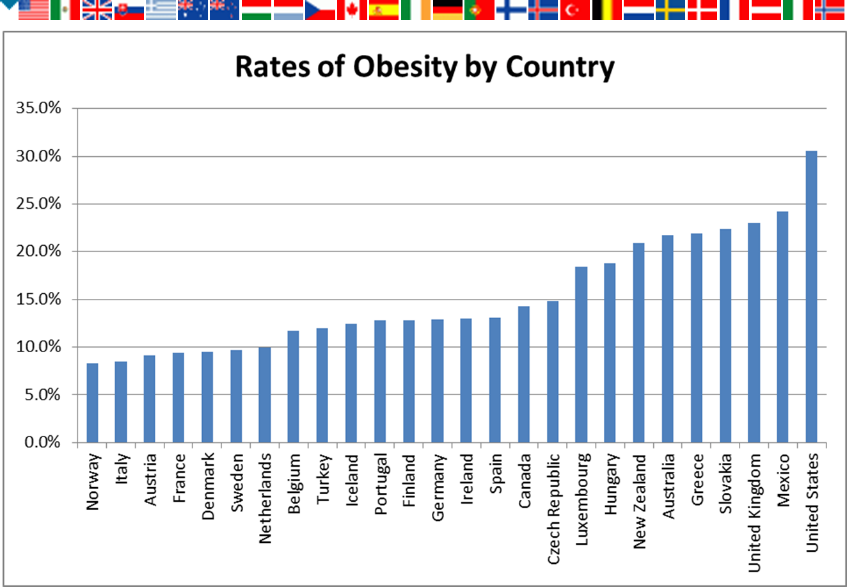 Rates of Obesity by Country
35.0%
30.0%
25.0%
20.0%
15.0%
10.0%
5.0%
0.0%
Norway
Italy
Austria
France
Denmark
Sweden
Netherlands
Belgium
Turkey
Iceland
Portugal
Finland
Germany
Ireland
Spain
Canada
Czech Republic
Luxembourg
Hungary
New Zealand
Australia
Greece
Slovakia
United Kingdom
Mexico
United States